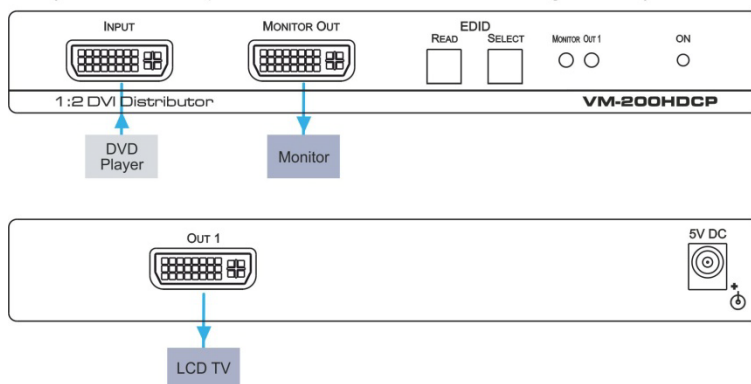 INPUT
MONITOR OUT
EDID
READ SELECT
MONITOR OUT 1
ON
1:2 DVI Distributor
VM-200HDCP
DVD
Player
Monitor
OUT 1
5V DC
+
LCD TV